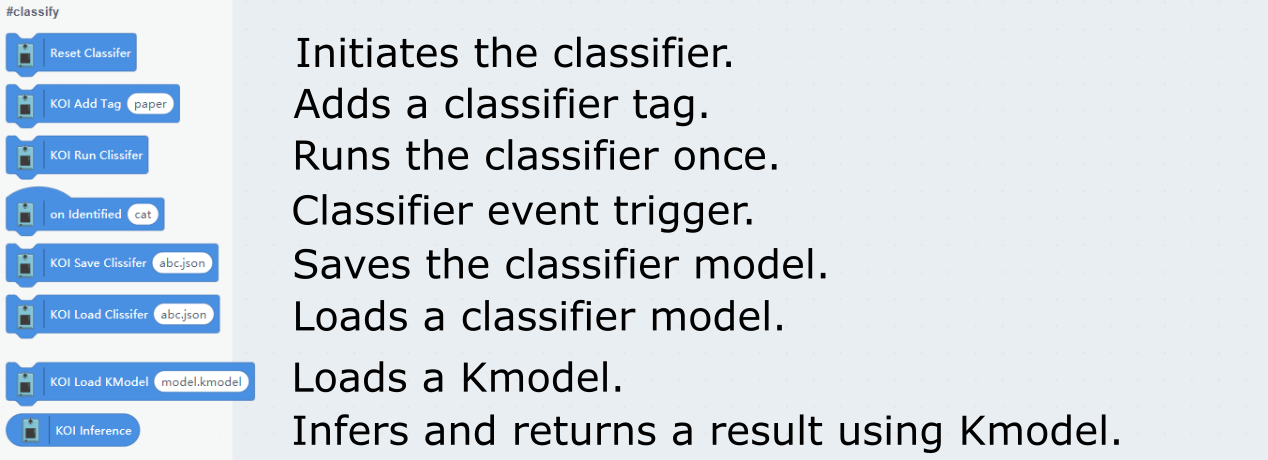 #classify
Reset Classifer Initiates the classifier.
KOI Add Tag paper Adds a classifier tag.
KOI Run Clissifer Runs the classifier once.
on Identified cat Classifier event trigger.
KOI Save Clissifer abc.json Saves the classifier model.
KOI Load Clissifer abc.json Loads a classifier model.
KOI Load KModel model.kmodel Loads a Kmodel.
KOI Inference Infers and returns a result using Kmodel.